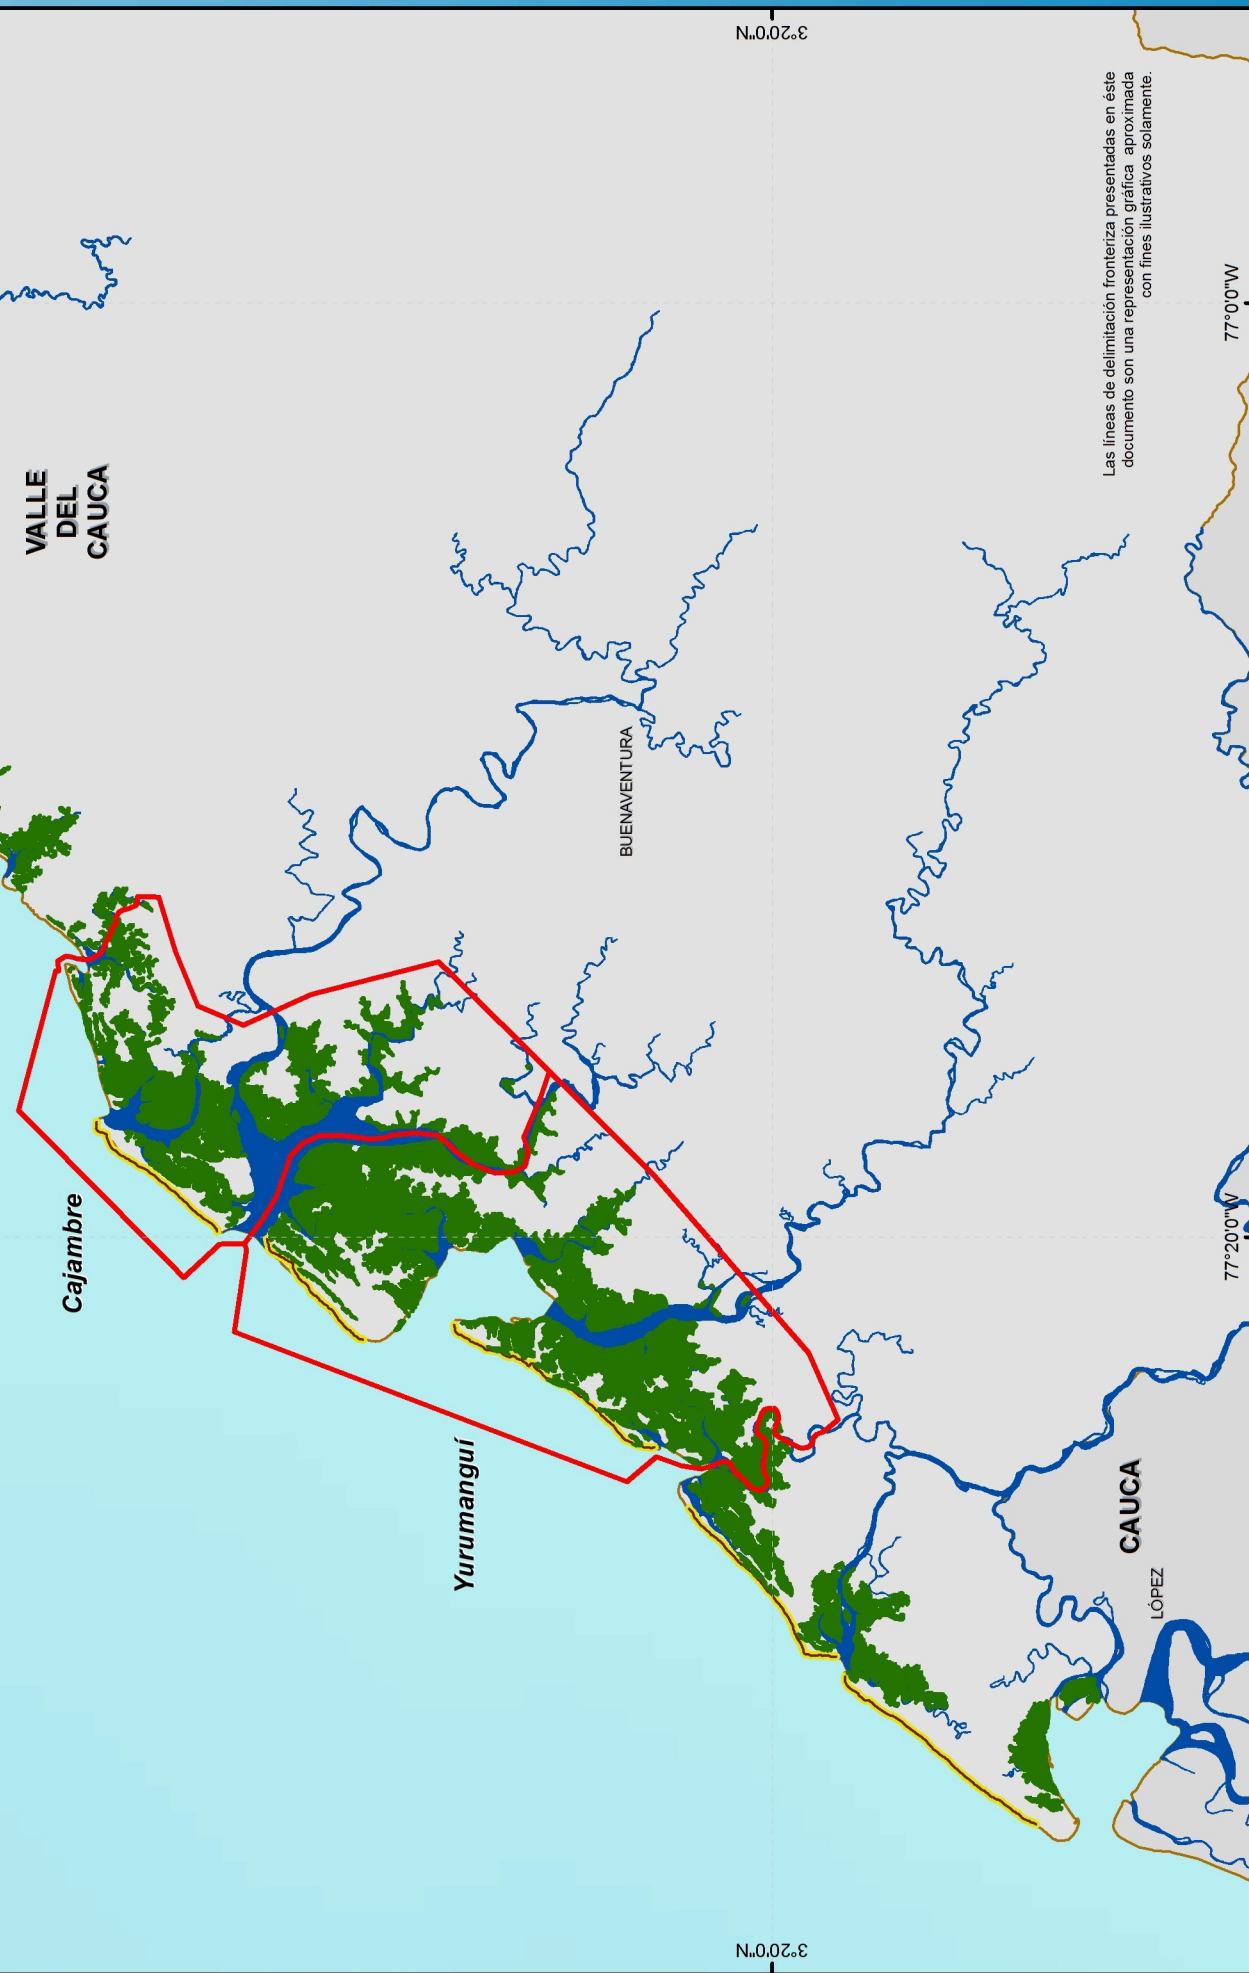 VALLE
DEL
CAUCA
Cajambre
BUENAVENTURA
Yurumanguí
CAUCA
LÓPEZ
Las líneas de delimitación fronteriza presentadas en éste
documento son una representación gráfica aproximada
con fines ilustrativos solamente.
3°20'0"N
3°20'0"N
77°20'0"W
77°0'0"W